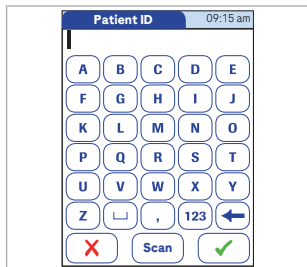 Patient ID 09:15 am
A B C D E
F G H I J
K L M N O
P Q R S T
U V W X Y
Z , 123
Scan